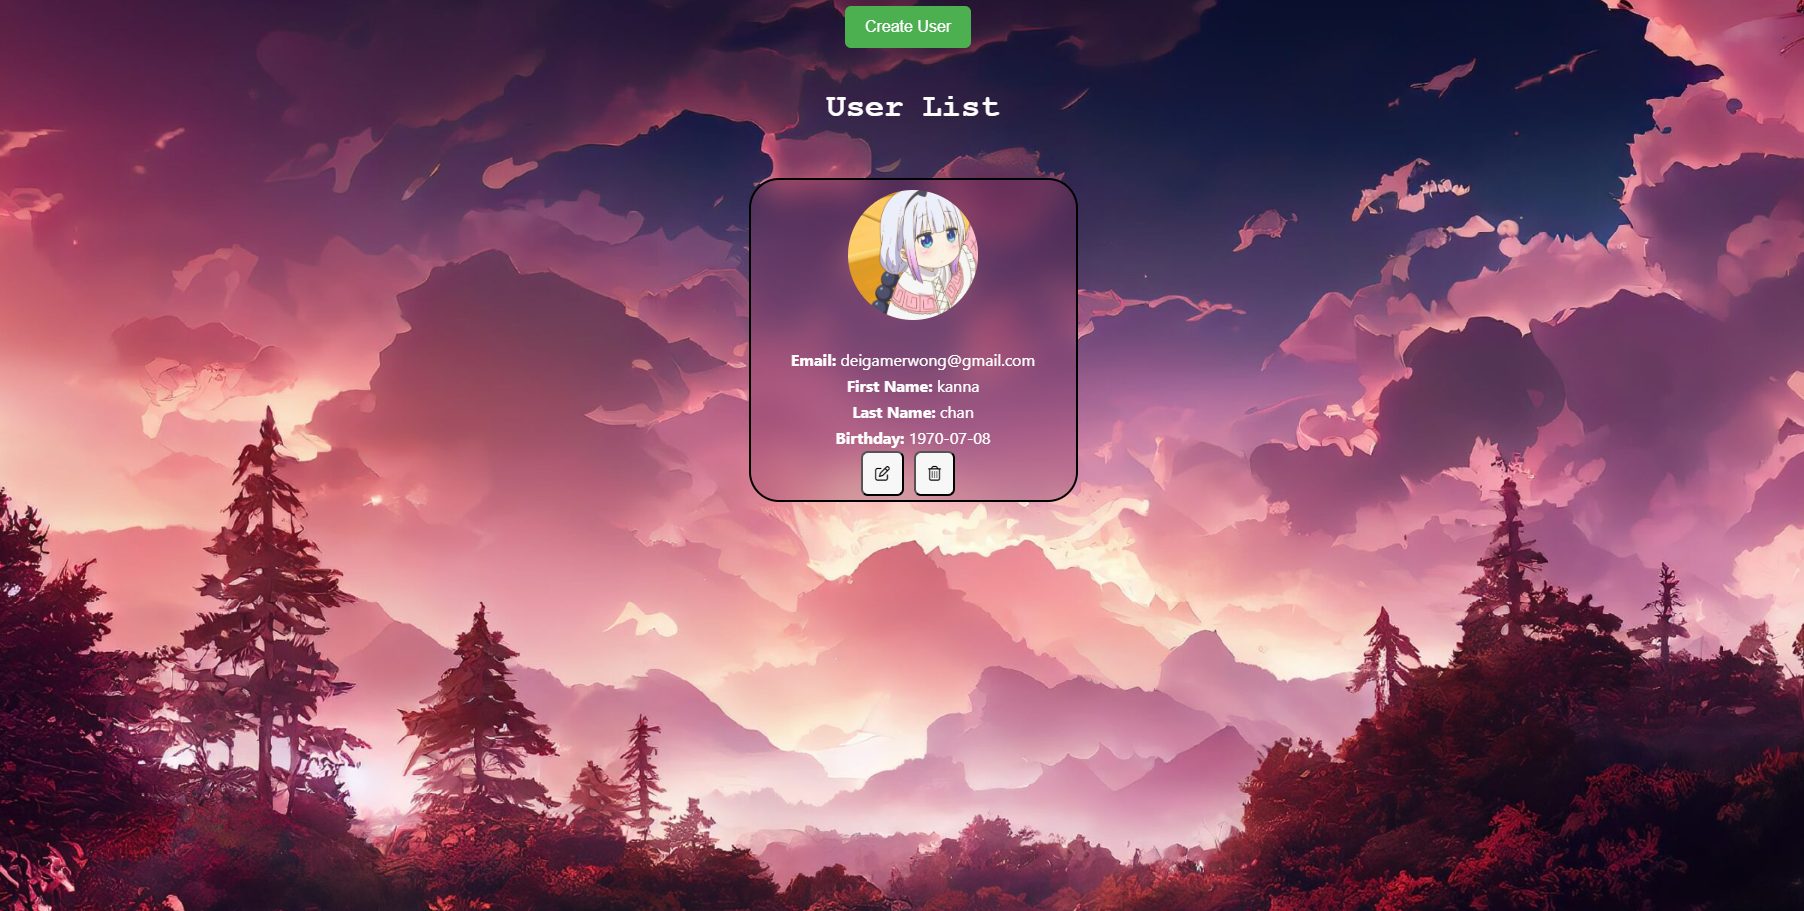 Create User
User List
Email: deigamerwong@gmail.com
First Name: kanna
Last Name: chan
Birthday: 1970-07-08